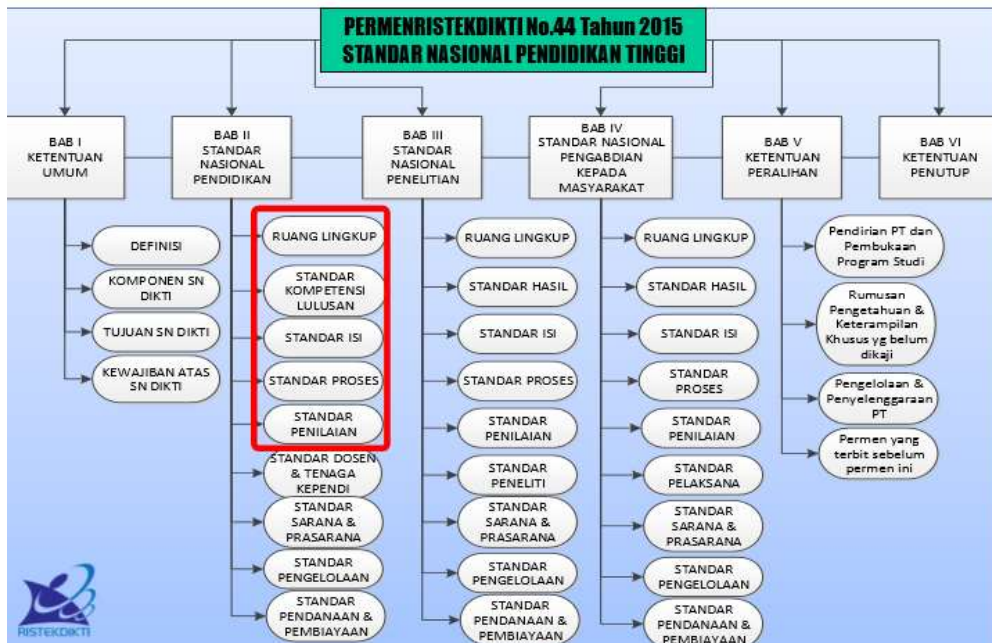 PERMENRISTEKDIKTI No.44 Tahun 2015
STANDAR NASIONAL PENDIDIKAN TINGGI
BAB I
KETENTUAN
UMUM
BAB II
STANDAR
NASIONAL
PENDIDIKAN
BAB III
STANDAR
NASIONAL
PENELITIAN
BAB IV
STANDAR NASIONAL
PENGABDIAN
KEPADA
MASYARAKAT
BAB V
KETENTUAN
PERALIHAN
BAB VI
KETENTUAN
PENUTUP
DEFINISI
KOMPONEN SN
DIKTI
TUJUAN SN DIKTI
KEWAJIBAN ATAS
SN DIKTI
RUANG LINGKUP
STANDAR
KOMPETENSI
LULUSAN
STANDAR ISI
STANDAR PROSES
STANDAR
PENILAIAN
STANDAR DOSEN
& TENAGA
KEPENDI
STANDAR
SARANA &
PRASARANA
STANDAR
PENGELOLAAN
STANDAR
PENDANAAN &
PEMBIAYAAN
RUANG LINGKUP
STANDAR HASIL
STANDAR ISI
STANDAR PROSES
STANDAR
PENILAIAN
STANDAR
PENELITI
STANDAR
SARANA &
PRASARANA
STANDAR
PENGELOLAAN
STANDAR
PENDANAAN &
PEMBIAYAAN
RUANG LINGKUP
STANDAR HASIL
STANDAR ISI
STANDAR
PROSES
STANDAR
PENILAIAN
STANDAR
PELAKSANA
STANDAR
SARANA &
PRASARANA
STANDAR
PENGELOLAAN
STANDAR
PENDANAAN &
PEMBIAYAAN
Pendirian PT dan
Pembukaan
Program Studi
Rumusan
Pengetahuan &
Keterampilan
Khusus yg belum
dikaji
Pengelolaan &
Penyelenggaraan
PT
Permen yang
terbit sebelum
permen ini
RISTEKDIKTI